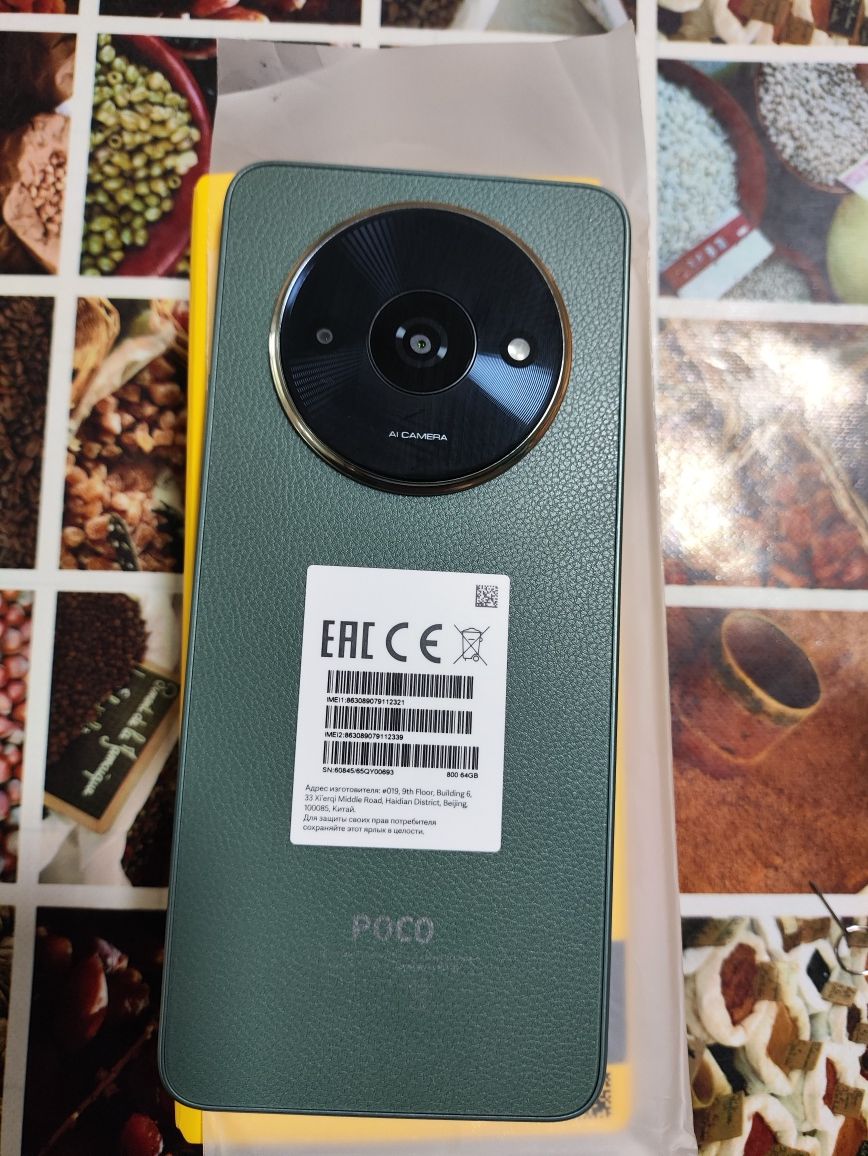 AI CAMERA
EAC CE
IMEI1:863089079112321
IMEI2:863089079112339
SN:60845/65QY00693 800 64GB
Адрес изготовителя: #019, 9th Floor, Building 6,
33 Xi'erqi Middle Road, Haidian District, Beijing,
100085, Китай.
Для защиты своих прав потребителя
сохраняйте этот ярлык в целости.
POCO